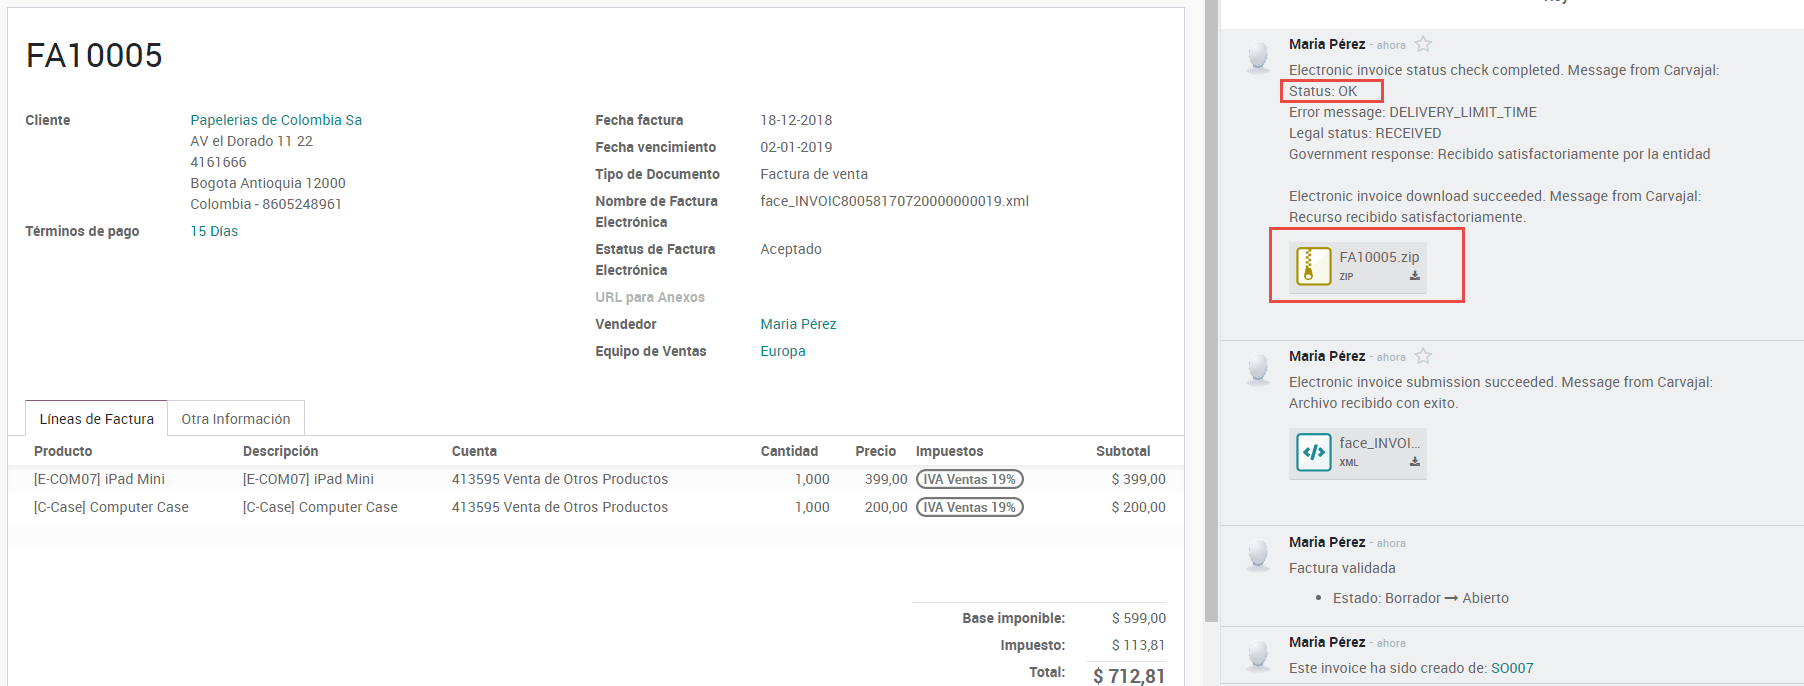 FA10005
Cliente
Papelerias de Colombia Sa
AV el Dorado 11 22
4161666
Bogota Antioquia 12000
Colombia - 8605248961
Términos de pago
15 Días
Fecha factura
18-12-2018
Fecha vencimiento
02-01-2019
Tipo de Documento
Factura de venta
Nombre de Factura
Electrónica
face_INVOIC80058170720000000019.xml
Estatus de Factura
Electrónica
Aceptado
URL para Anexos
Vendedor
Maria Pérez
Equipo de Ventas
Europa
Líneas de Factura
Otra Información
Producto Descripción Cuenta Cantidad Precio Impuestos Subtotal
[E-COM07] iPad Mini [E-COM07] iPad Mini 413595 Venta de Otros Productos 1,000 399,00 IVA Ventas 19% $ 399,00
[C-Case] Computer Case [C-Case] Computer Case 413595 Venta de Otros Productos 1,000 200,00 IVA Ventas 19% $ 200,00
Base imponible: $ 599,00
Impuesto: $ 113,81
Total: $ 712,81
Maria Pérez - ahora
Electronic invoice status check completed. Message from Carvajal:
Status: OK
Error message: DELIVERY_LIMIT_TIME
Legal status: RECEIVED
Government response: Recibido satisfactoriamente por la entidad
Electronic invoice download succeeded. Message from Carvajal:
Recurso recibido satisfactoriamente.
FA10005.zip
ZIP
Maria Pérez - ahora
Electronic invoice submission succeeded. Message from Carvajal:
Archivo recibido con exito.
face_INVOI...
XML
Maria Pérez - ahora
Factura validada
• Estado: Borrador → Abierto
Maria Pérez - ahora
Este invoice ha sido creado de: SO007